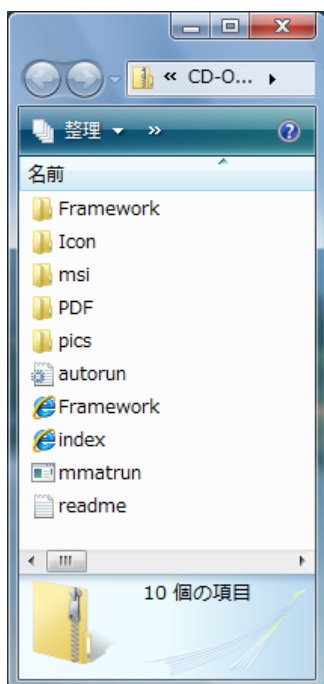 « CD-O...
整理 »
名前
Framework
Icon
msi
PDF
pics
autorun
Framework
index
mmatrun
readme
10 個の項目